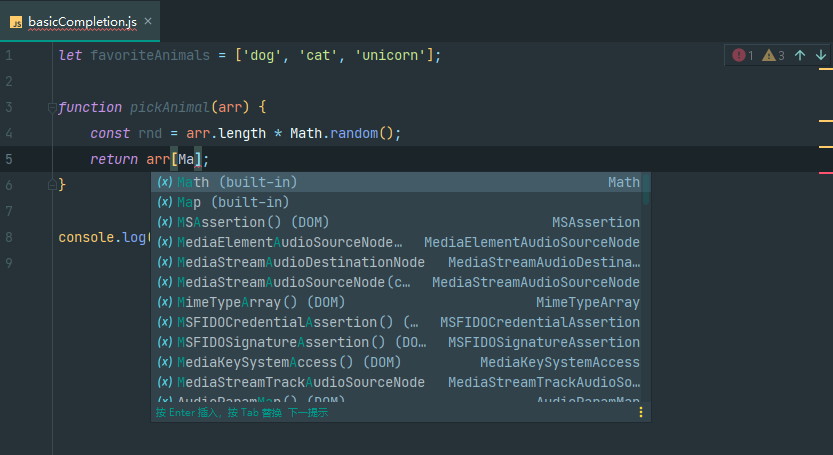 JS basicCompletion.js ×
1 let favoriteAnimals = ['dog', 'cat', 'unicorn'];
1 3
2
3 function pickAnimal(arr) {
4 const rnd = arr.length * Math.random();
5 return arr[Ma];
6 }
7
8 console.log(
9
(x) Math (built-in) Math
(x) Map (built-in)
(x) MSAssertion() (DOM) MSAssertion
(x) MediaElementAudioSourceNode… MediaElementAudioSourceNode
(x) MediaStreamAudioDestinationNode MediaStreamAudioDestina…
(x) MediaStreamAudioSourceNode(c… MediaStreamAudioSourceNode
(x) MimeTypeArray() (DOM) MimeTypeArray
(x) MSFIDOCredentialAssertion() (… MSFIDOCredentialAssertion
(x) MSFIDOSignatureAssertion() (DO… MSFIDOSignatureAssertion
(x) MediaKeySystemAccess() (DOM) MediaKeySystemAccess
(x) MediaStreamTrackAudioSourceNode MediaStreamTrackAudioSo…
(x) AudioParamMap() (DOM) AudioParamMap
按 Enter 插入，按 Tab 替换 下一提示